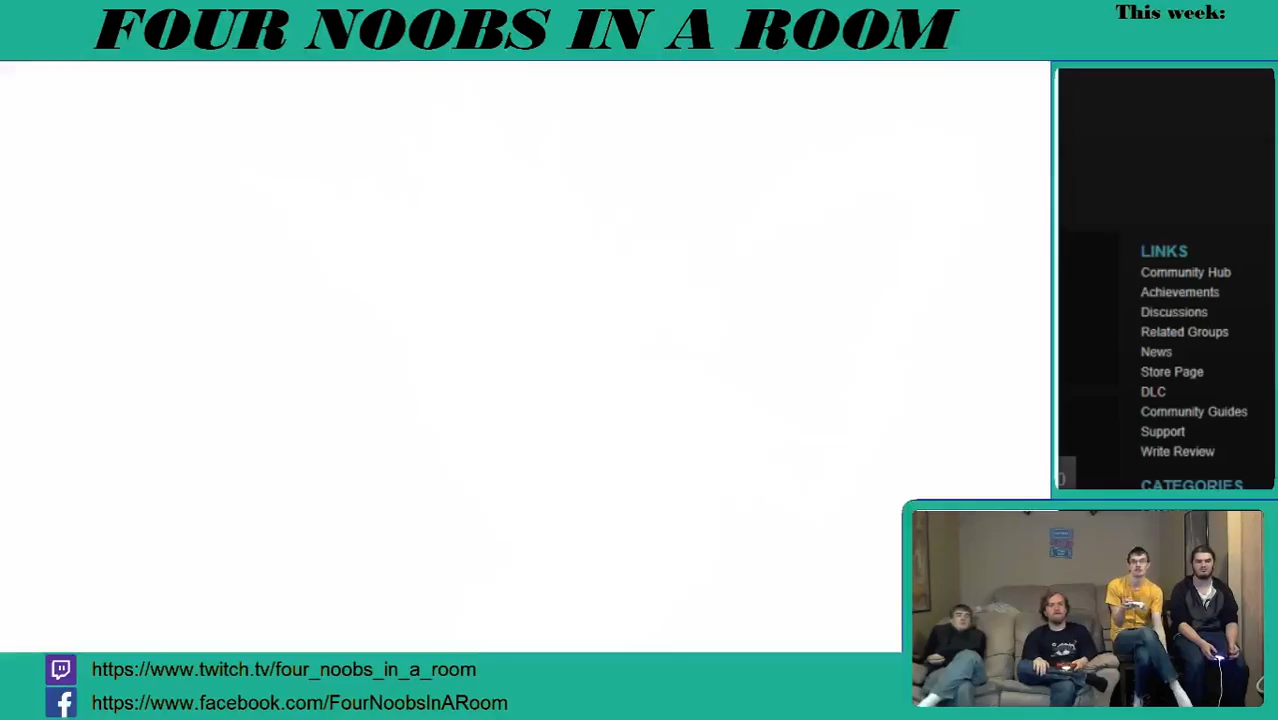 FOUR NOOBS IN A ROOM
This week:
LINKS
Community Hub
Achievements
Discussions
Related Groups
News
Store Page
DLC
Community Guides
Support
Write Review
CATEGORIES
https://www.twitch.tv/four_noobs_in_a_room
https://www.facebook.com/FourNoobsInARoom